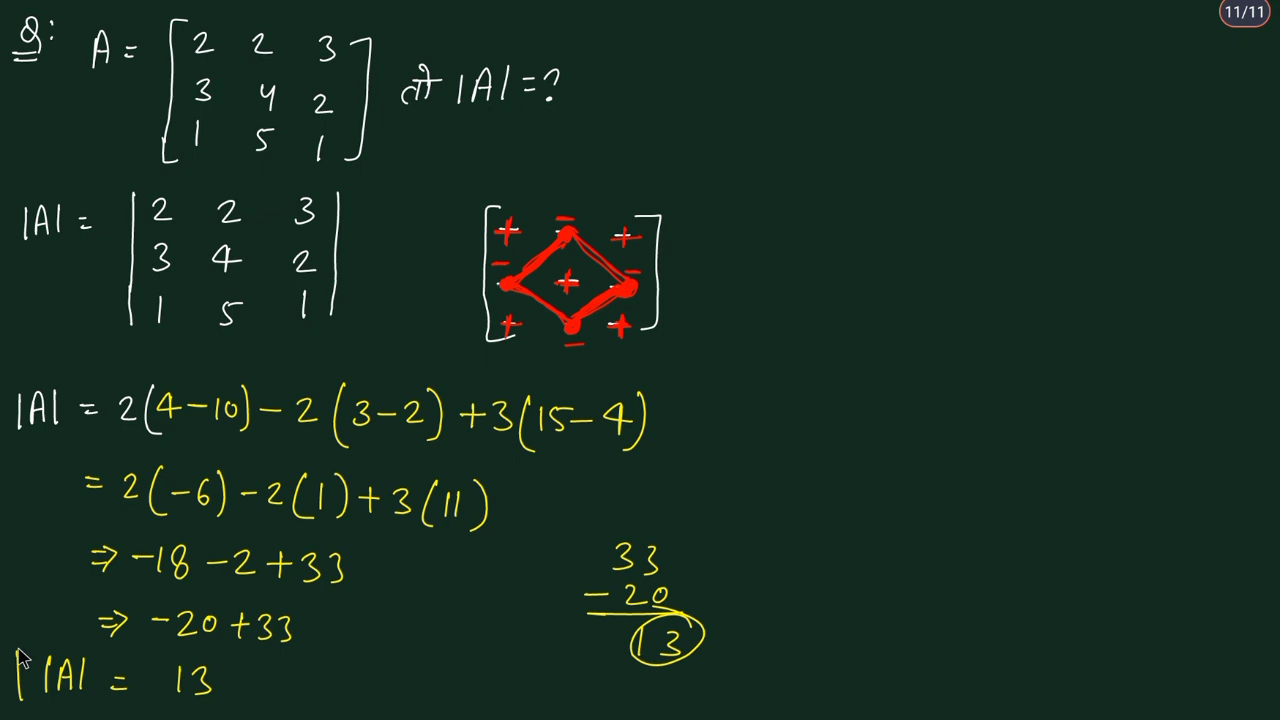 11/11
Q: A = [ 2 2 3 तो |A| = ?
3 4 2
1 5 1 ]
|A| = | 2 2 3 |
3 4 2
1 5 1
[ + - + ]
- + -
+ - +
|A| = 2(4-10) - 2(3-2) + 3(15-4)
= 2(-6) - 2(1) + 3(11)
⇒ -18 - 2 + 33
⇒ -20 + 33
|A| = 13
33
- 20
13